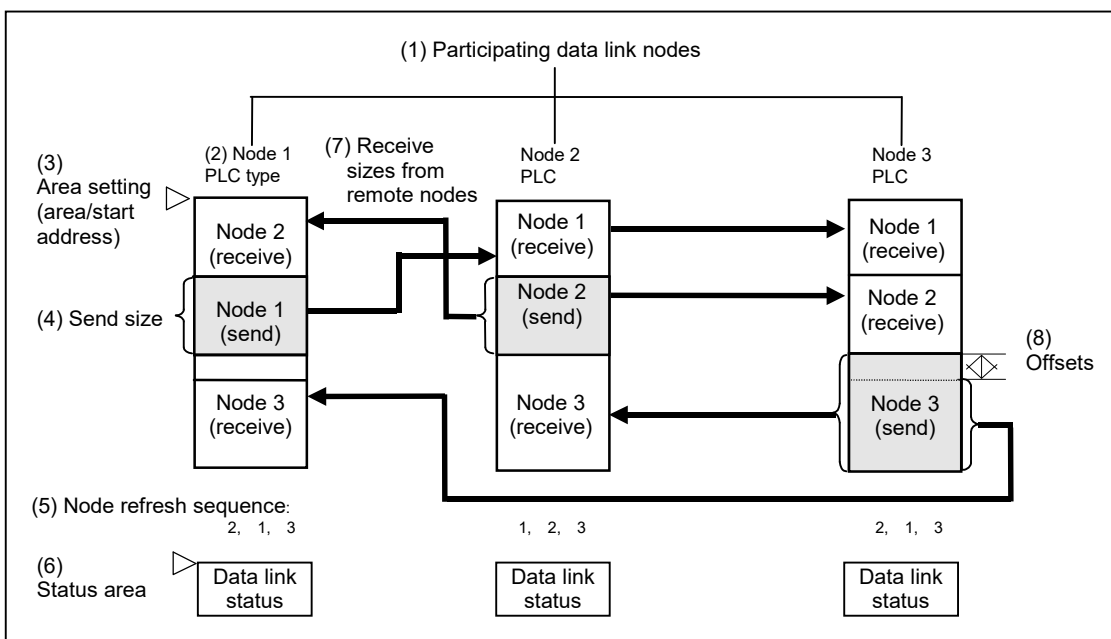 (1) Participating data link nodes
(2) Node 1
PLC type
(7) Receive
sizes from
remote nodes
Node 2
PLC
Node 3
PLC
(3)
Area setting
(area/start
address)
Node 2
(receive)
Node 1
(receive)
Node 1
(receive)
(4) Send size
Node 1
(send)
Node 2
(send)
Node 2
(receive)
(8)
Offsets
Node 3
(receive)
Node 3
(receive)
Node 3
(send)
(5) Node refresh sequence:
2, 1, 3
1, 2, 3
2, 1, 3
(6)
Status area
Data link
status
Data link
status
Data link
status